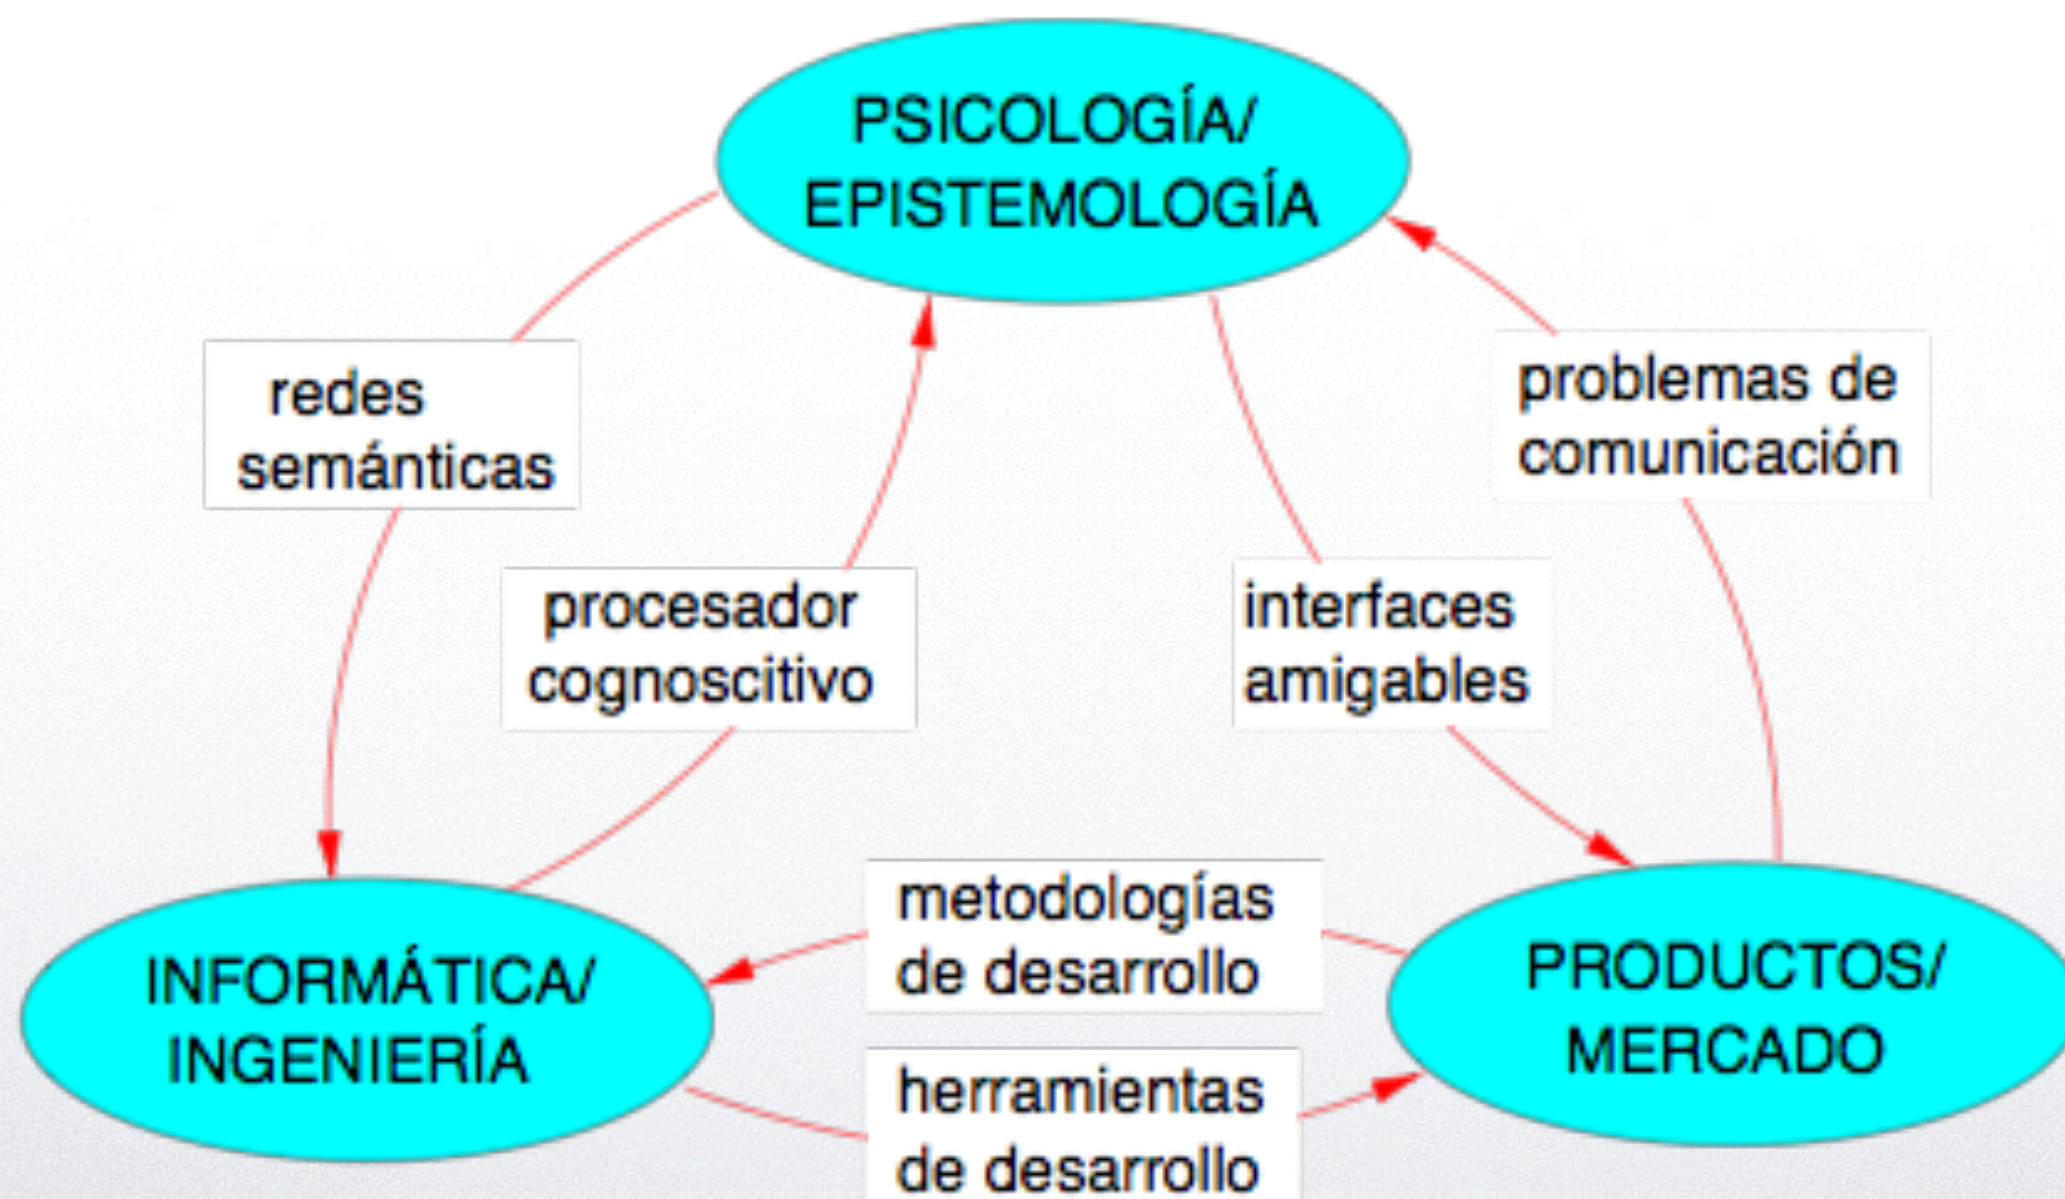 PSICOLOGÍA/
EPISTEMOLOGÍA
redes
semánticas
problemas de
comunicación
procesador
cognoscitivo
interfaces
amigables
INFORMÁTICA/
INGENIERÍA
metodologías
de desarrollo
PRODUCTOS/
MERCADO
herramientas
de desarrollo